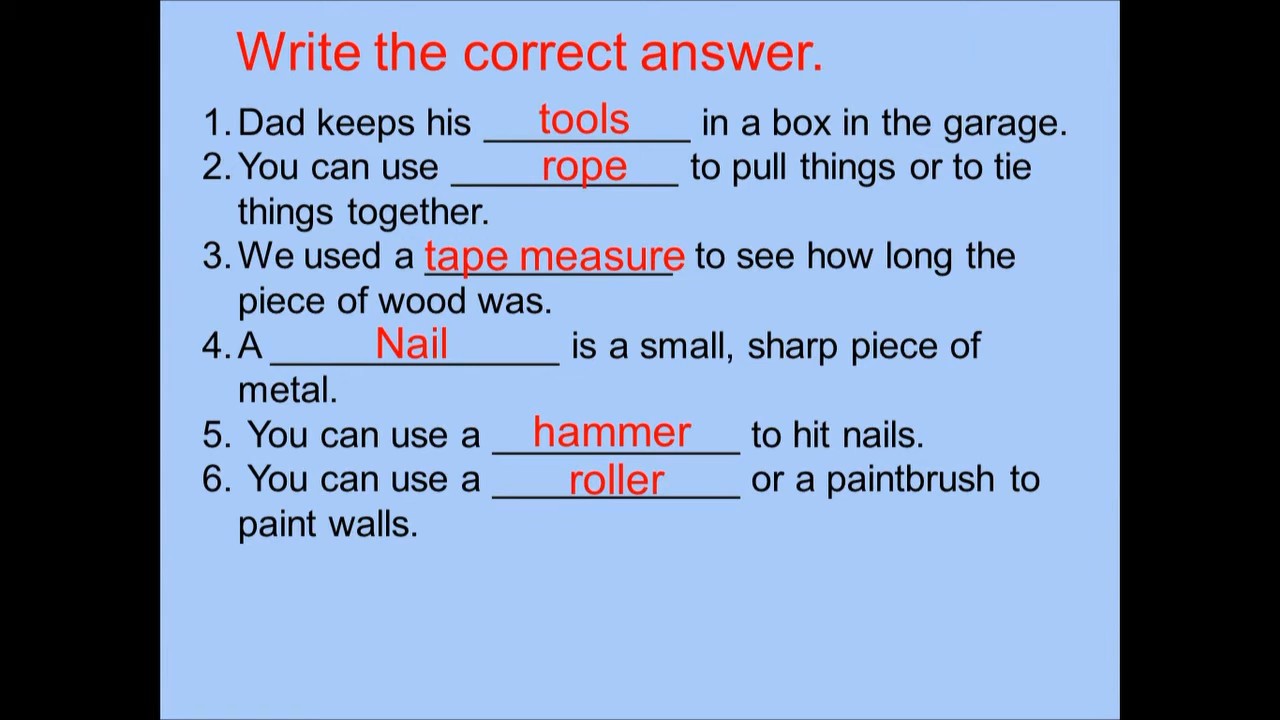 Write the correct answer.
1. Dad keeps his tools in a box in the garage.
2. You can use rope to pull things or to tie
things together.
3. We used a tape measure to see how long the
piece of wood was.
4. A Nail is a small, sharp piece of
metal.
5. You can use a hammer to hit nails.
6. You can use a roller or a paintbrush to
paint walls.